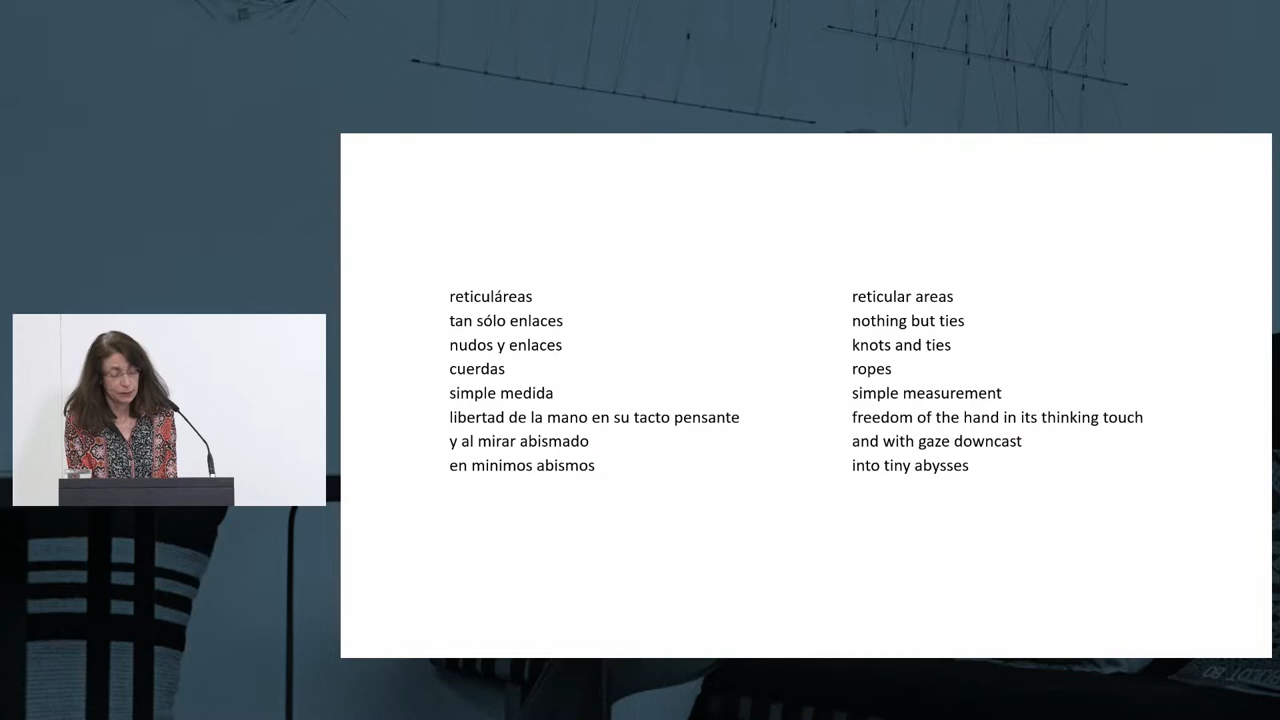 reticuláreas
tan sólo enlaces
nudos y enlaces
cuerdas
simple medida
libertad de la mano en su tacto pensante
y al mirar abismado
en minimos abismos
reticular areas
nothing but ties
knots and ties
ropes
simple measurement
freedom of the hand in its thinking touch
and with gaze downcast
into tiny abysses